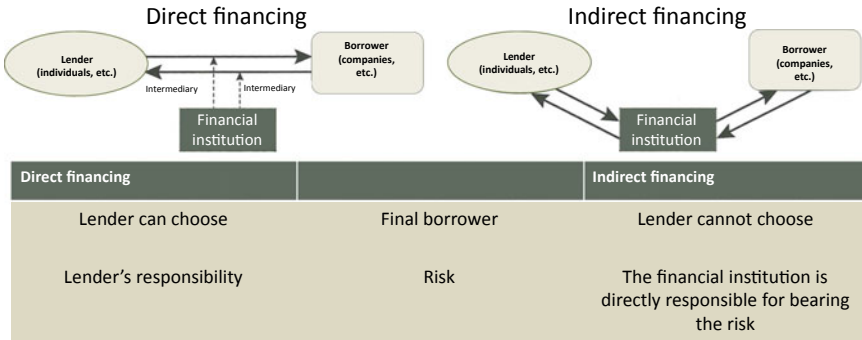 Direct financing
Indirect financing
Lender
(individuals, etc.)
Borrower
(companies,
etc.)
Intermediary
Intermediary
Financial
institution
Lender
(individuals, etc.)
Borrower
(companies,
etc.)
Financial
institution
Direct financing
Indirect financing
Lender can choose
Final borrower
Lender cannot choose
Lender’s responsibility
Risk
The financial institution is
directly responsible for bearing
the risk